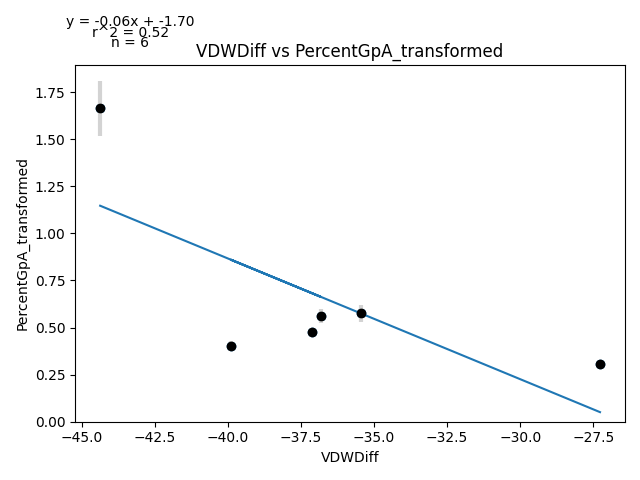 y = -0.06x + -1.70
r^2 = 0.52
n = 6
VDWDiff vs PercentGpA_transformed
PercentGpA_transformed
1.75
1.50
1.25
1.00
0.75
0.50
0.25
0.00
−45.0 −42.5 −40.0 −37.5 −35.0 −32.5 −30.0 −27.5
VDWDiff